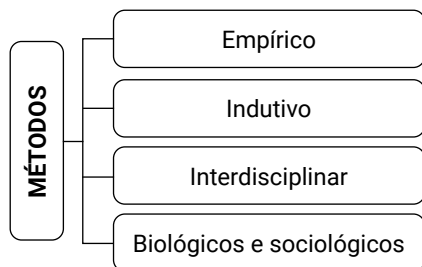 MÉTODOS
Empírico
Indutivo
Interdisciplinar
Biológicos e sociológicos